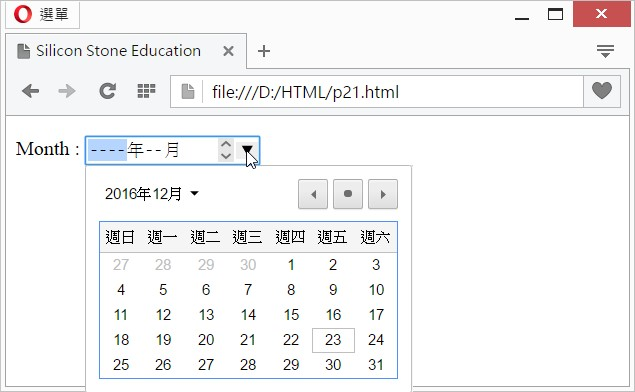 選單
Silicon Stone Education
file:///D:/HTML/p21.html
Month : ----年--月
2016年12月
週日 週一 週二 週三 週四 週五 週六
27 28 29 30 1 2 3
4 5 6 7 8 9 10
11 12 13 14 15 16 17
18 19 20 21 22 23 24
25 26 27 28 29 30 31